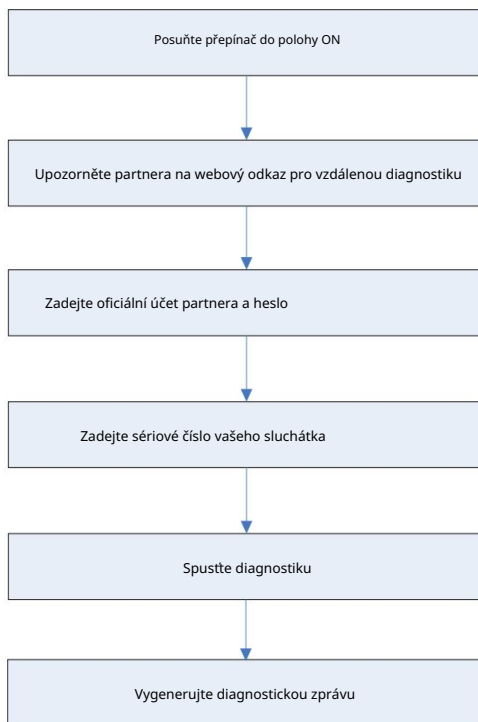 Posuňte přepínač do polohy ON
Upozorněte partnera na webový odkaz pro vzdálenou diagnostiku
Zadejte oficiální účet partnera a heslo
Zadejte sériové číslo vašeho sluchátka
Spusťte diagnostiku
Vygenerujte diagnostickou zprávu